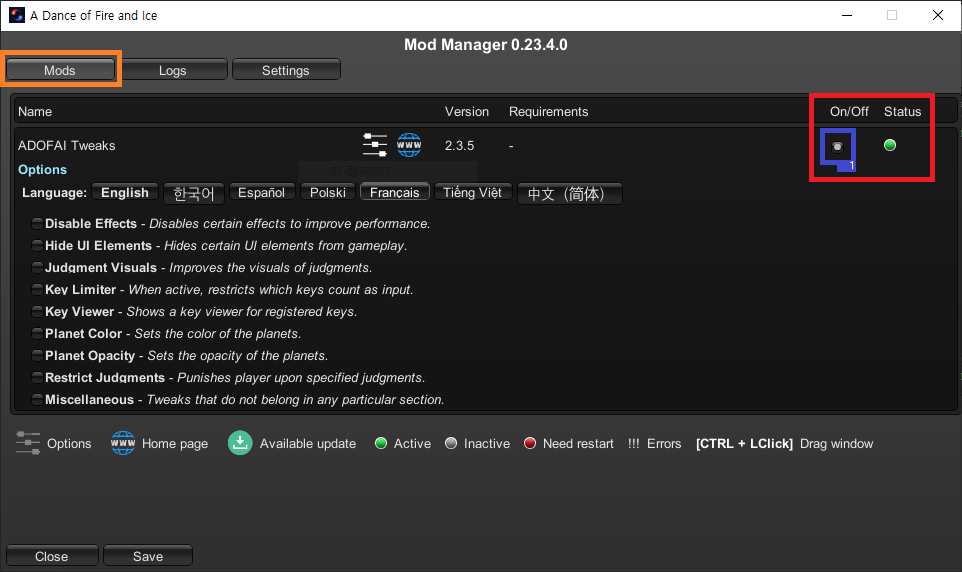 A Dance of Fire and Ice
Mod Manager 0.23.4.0
Mods Logs Settings
Name Version Requirements On/Off Status
ADOFAI Tweaks www 2.3.5 -
1
Options
Language: English 한국어 Español Polski Français Tiếng Việt 中文（简体）
Disable Effects - Disables certain effects to improve performance.
Hide UI Elements - Hides certain UI elements from gameplay.
Judgment Visuals - Improves the visuals of judgments.
Key Limiter - When active, restricts which keys count as input.
Key Viewer - Shows a key viewer for registered keys.
Planet Color - Sets the color of the planets.
Planet Opacity - Sets the opacity of the planets.
Restrict Judgments - Punishes player upon specified judgments.
Miscellaneous - Tweaks that do not belong in any particular section.
Options www Home page Available update Active Inactive Need restart !!! Errors [CTRL + LClick] Drag window
Close Save